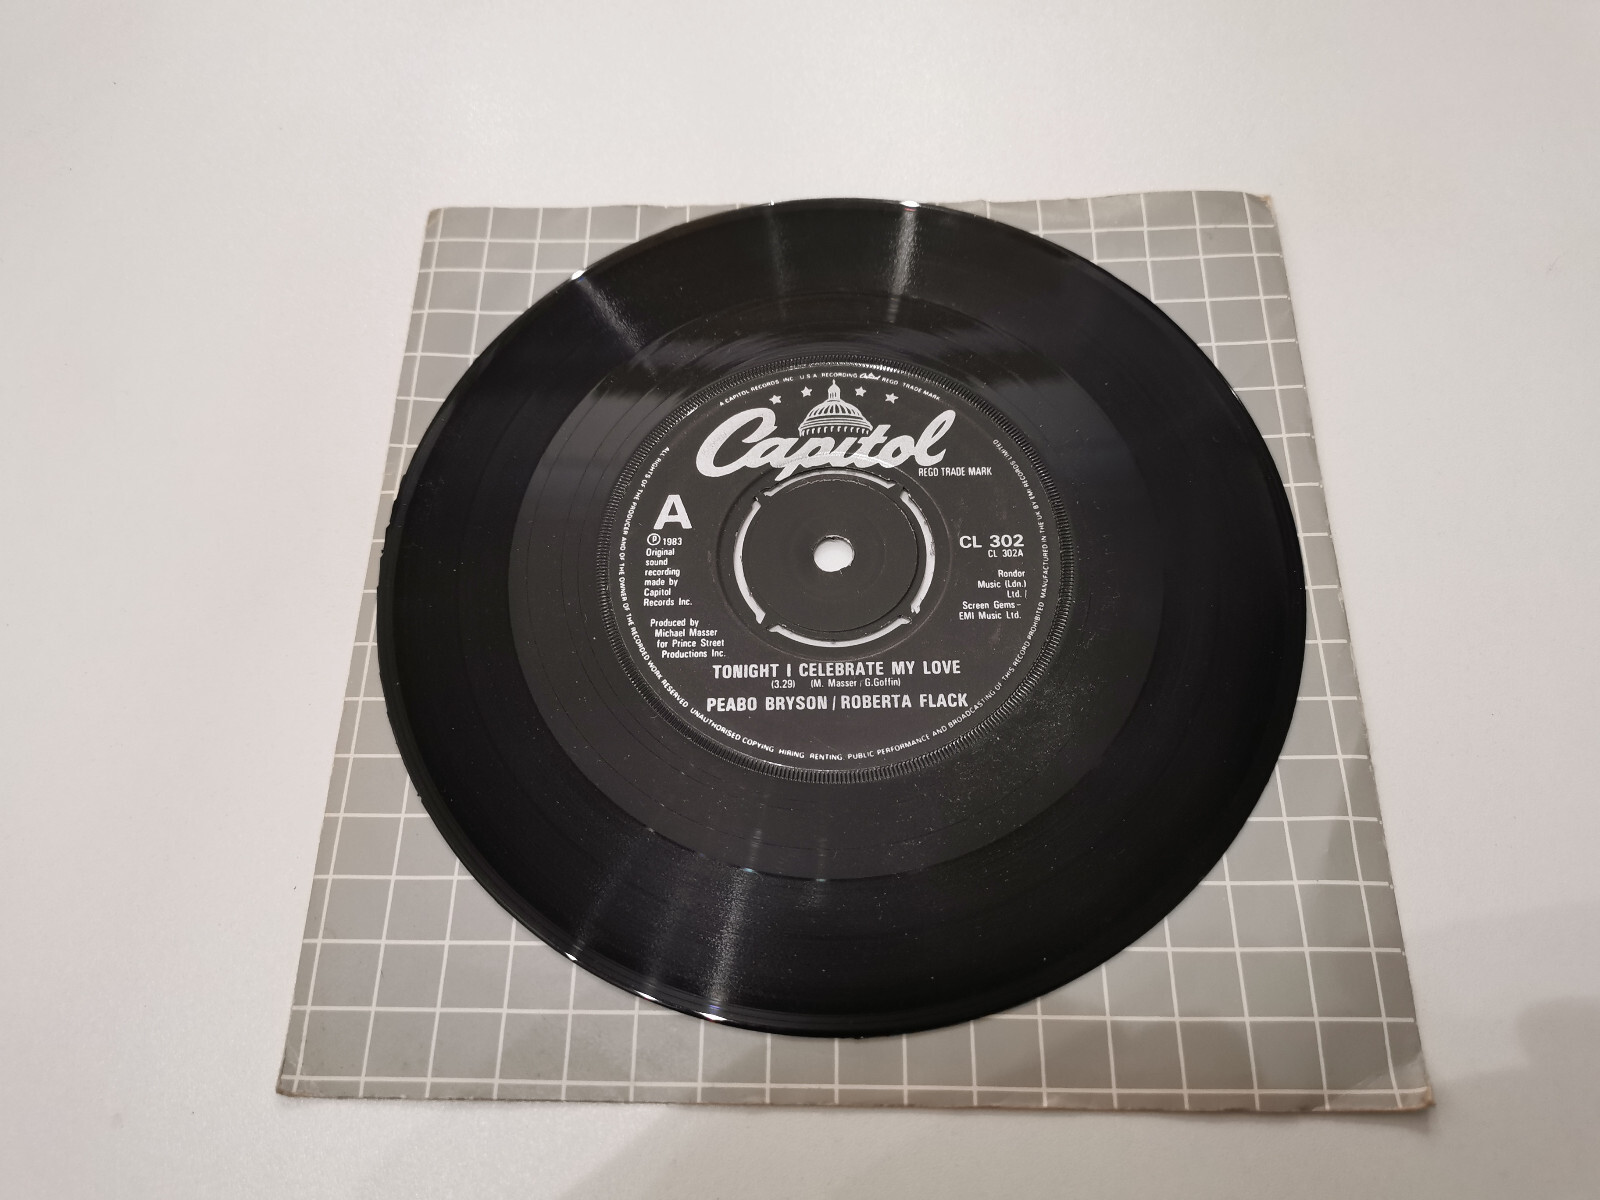 A CAPITOL RECORDS INC. U.S.A. RECORDING Capitol REGD TRADE MARK
Capitol
REGD TRADE MARK
A
Ⓟ 1983
Original
sound
recording
made by
Capitol
Records Inc.
Produced by
Michael Masser
for Prince Street
Productions Inc.
CL 302
CL 302A
Rondor
Music (Ldn.)
Ltd. /
Screen Gems-
EMI Music Ltd.
TONIGHT I CELEBRATE MY LOVE
(3.29) (M. Masser / G.Goffin)
PEABO BRYSON / ROBERTA FLACK
ALL RIGHTS OF THE PRODUCER AND OF THE OWNER OF THE RECORDED WORK RESERVED. UNAUTHORISED COPYING, HIRING, RENTING, PUBLIC PERFORMANCE AND BROADCASTING OF THIS RECORD PROHIBITED. MANUFACTURED IN THE UK BY EMI RECORDS LIMITED